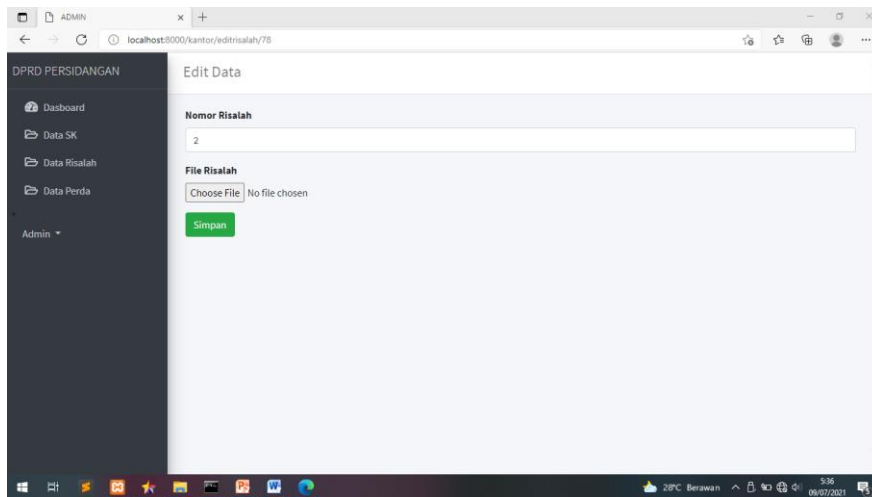 ADMIN
localhost:8000/kantor/editrisalah/78
DPRD PERSIDANGAN
Edit Data
Dasboard
Data SK
Data Risalah
Data Perda
Admin
Nomor Risalah
2
File Risalah
Choose File No file chosen
Simpan
28°C Berawan
5:36
09/07/2021